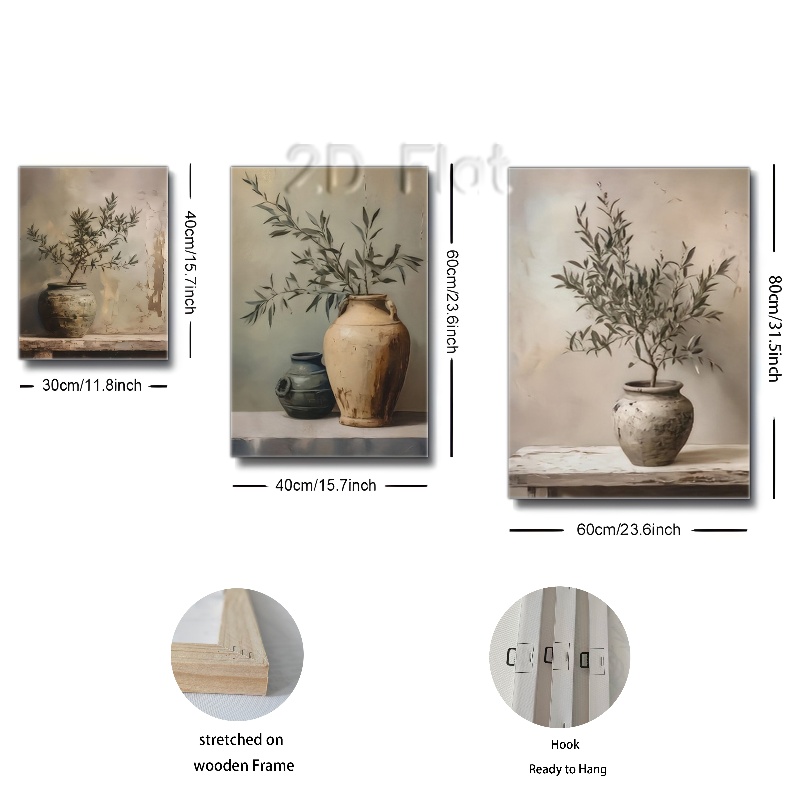 2D Flat
40cm/15.7inch
30cm/11.8inch
60cm/23.6inch
40cm/15.7inch
80cm/31.5inch
60cm/23.6inch
stretched on
wooden Frame
Hook
Ready to Hang